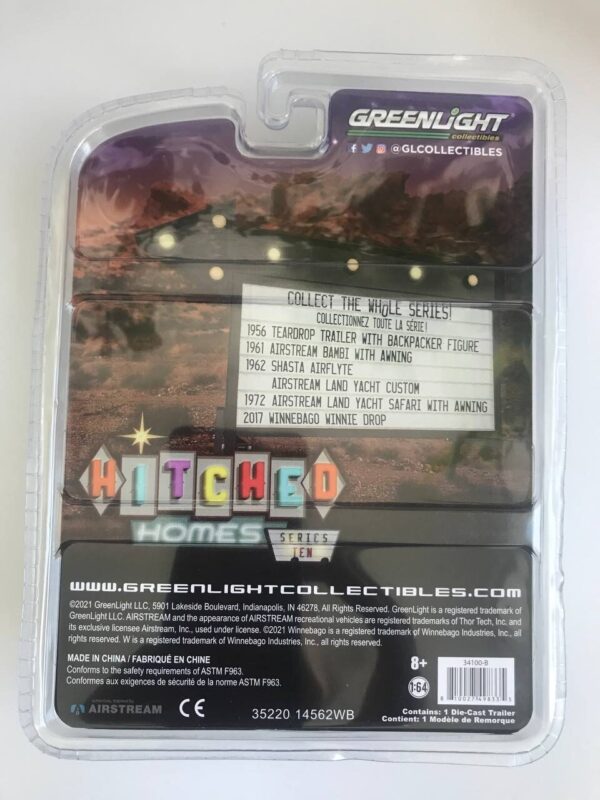 GREENLiGHT
collectibles
@GLCOLLECTIBLES
COLLECT THE WHOLE SERIES!
COLLECTIONNEZ TOUTE LA SÉRIE!
1956 TEARDROP TRAILER WITH BACKPACKER FIGURE
1961 AIRSTREAM BAMBI WITH AWNING
1962 SHASTA AIRFLYTE
AIRSTREAM LAND YACHT CUSTOM
1972 AIRSTREAM LAND YACHT SAFARI WITH AWNING
2017 WINNEBAGO WINNIE DROP
HITCHED
HOMES
SERIES
TEN
www.GREENLIGHTCOLLECTIBLES.com
©2021 GreenLight LLC, 5901 Lakeside Boulevard, Indianapolis, IN 46278, All Rights Reserved. GreenLight is a registered trademark of
GreenLight LLC. AIRSTREAM and the appearance of AIRSTREAM recreational vehicles are registered trademarks of Thor Tech, Inc. and
its exclusive licensee Airstream, Inc., used under license. ©2021 Winnebago is a registered trademark of Winnebago Industries, Inc., all
rights reserved. W is a registered trademark of Winnebago Industries, Inc., all rights reserved.
MADE IN CHINA / FABRIQUÉ EN CHINE
Conforms to the safety requirements of ASTM F963.
Conformes aux exigences de sécurité de la norme ASTM F963.
8+
1:64
34100-B
AIRSTREAM
CE
35220 14562WB
Contains: 1 Die-Cast Trailer
Contient: 1 Modèle de Remorque